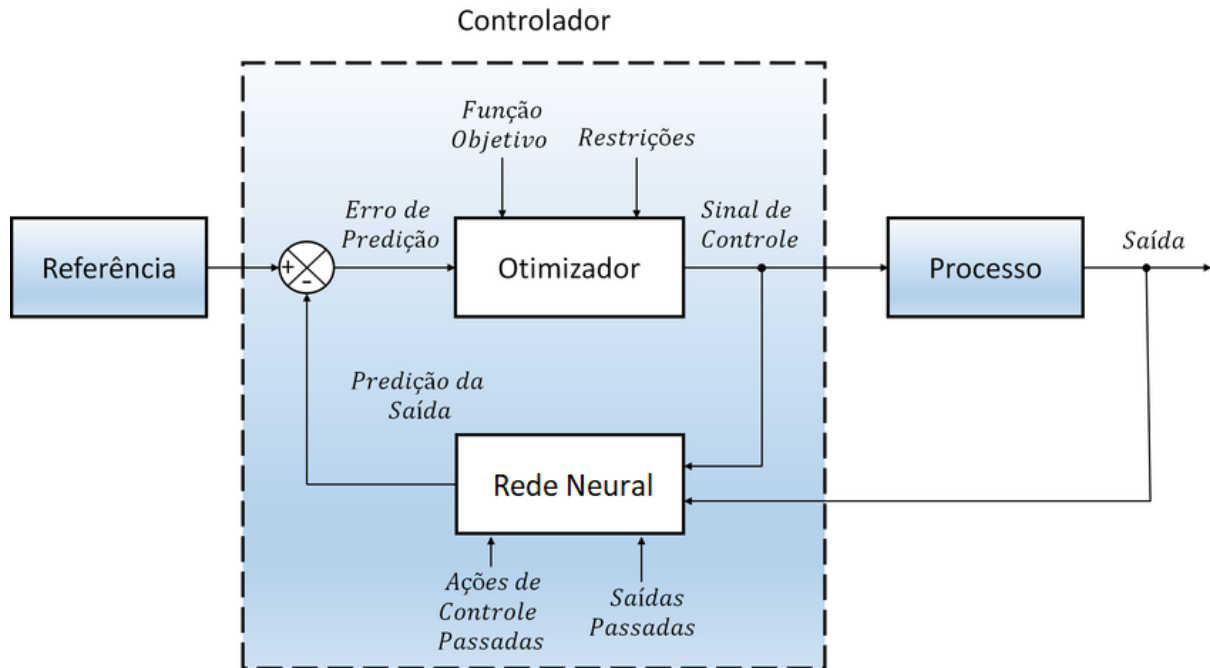 Controlador
Função
Objetivo
Restrições
Erro de
Predição
Sinal de
Controle
Saída
Referência
+
-
Otimizador
Processo
Predição da
Saída
Rede Neural
Ações de
Controle
Passadas
Saídas
Passadas